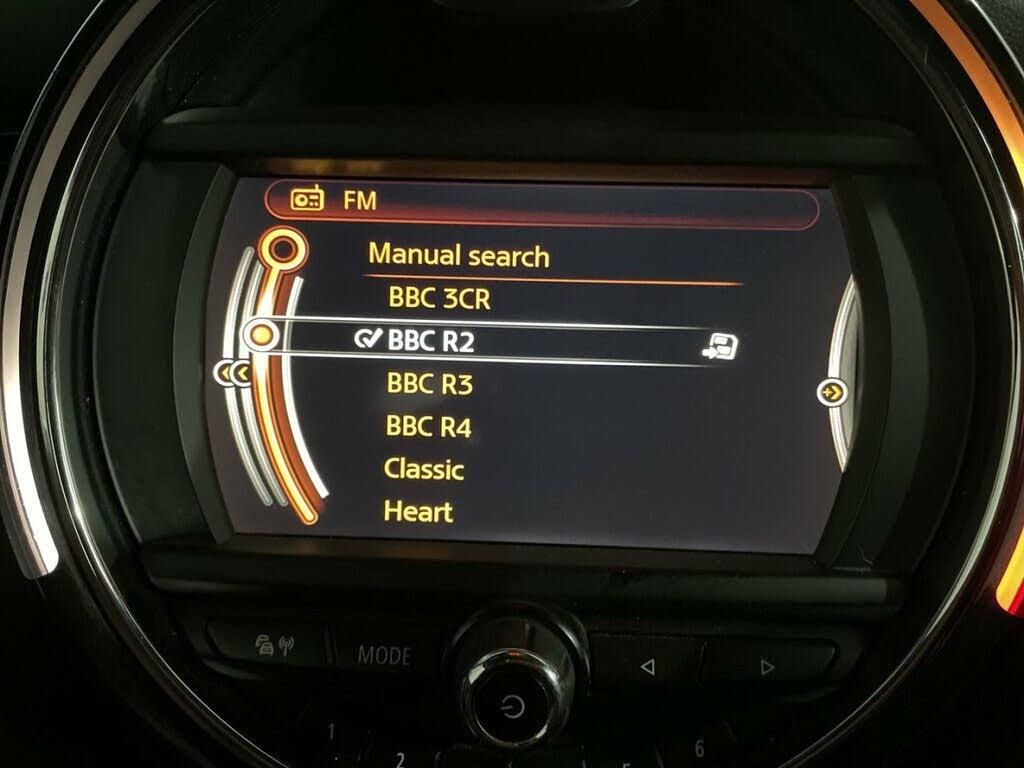 FM
Manual search
BBC 3CR
BBC R2
BBC R3
BBC R4
Classic
Heart
MODE
1
2
6